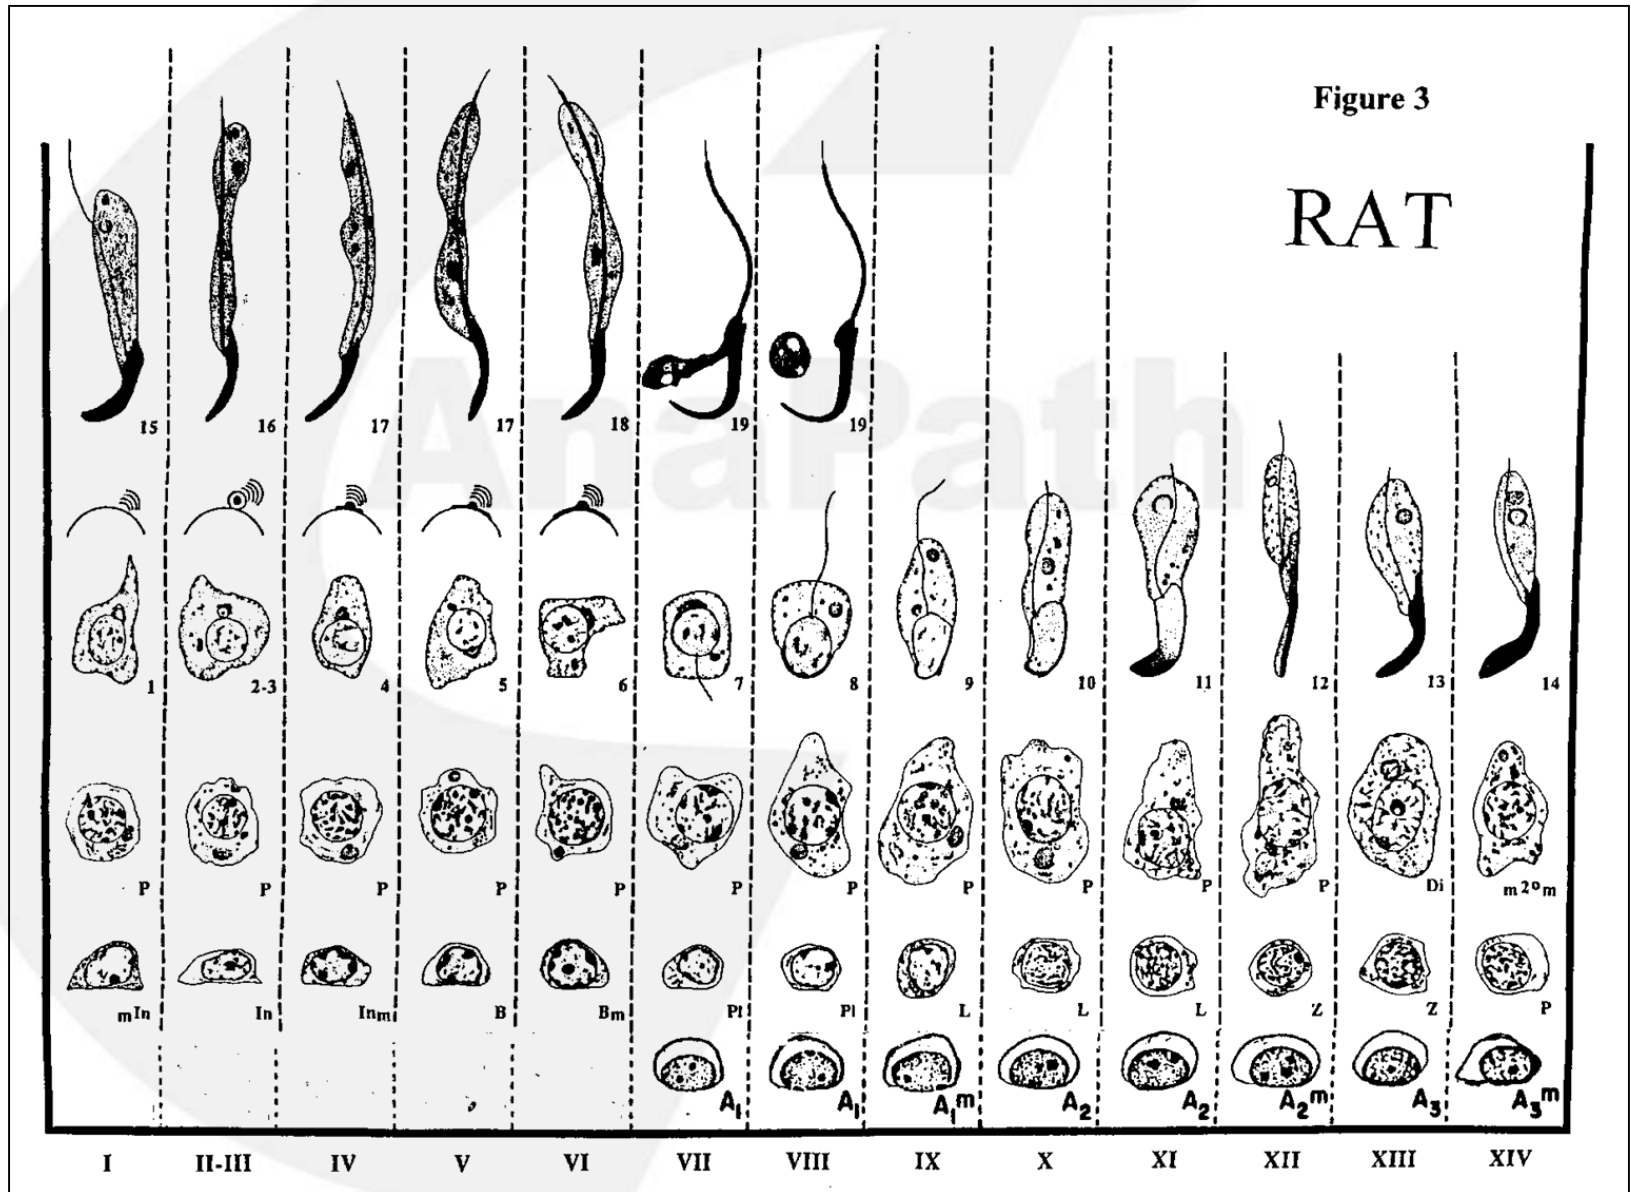 Figure 3
RAT
AnaPath
15 16 17 17 18 19 19
1 2-3 4 5 6 7 8 9 10 11 12 13 14
P P P P P P P P P P P Di m2°m
mIn In Inm B Bm Pl Pl L L L Z Z P
A1 A1 A1m A2 A2 A2m A3 A3m
I II-III IV V VI VII VIII IX X XI XII XIII XIV